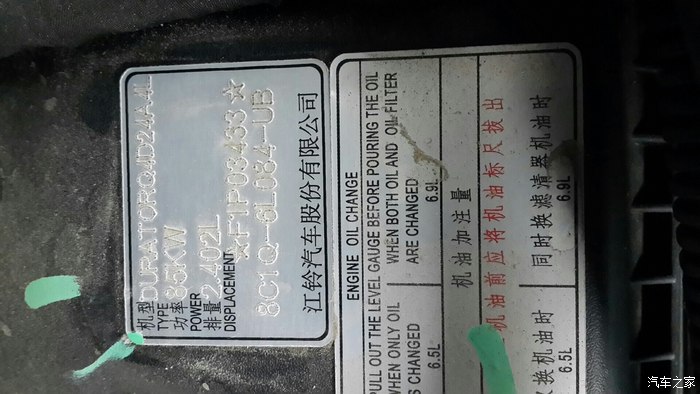 机型 DURATORQ4D24A4L
TYPE
功率 85KW
POWER
排量 2.402L
DISPLACEMENT
☆F1P03433☆
8C1Q-6L084-UB
江铃汽车股份有限公司
ENGINE OIL CHANGE
PULL OUT THE LEVEL GAUGE BEFORE POURING THE OIL
WHEN ONLY OIL
IS CHANGED
6.5L
WHEN BOTH OIL AND OIL FILTER
ARE CHANGED
6.9L
机油加注量
机油前应将机油标尺拔出
换机油时
6.5L
同时换滤清器机油时
6.9L
汽车之家